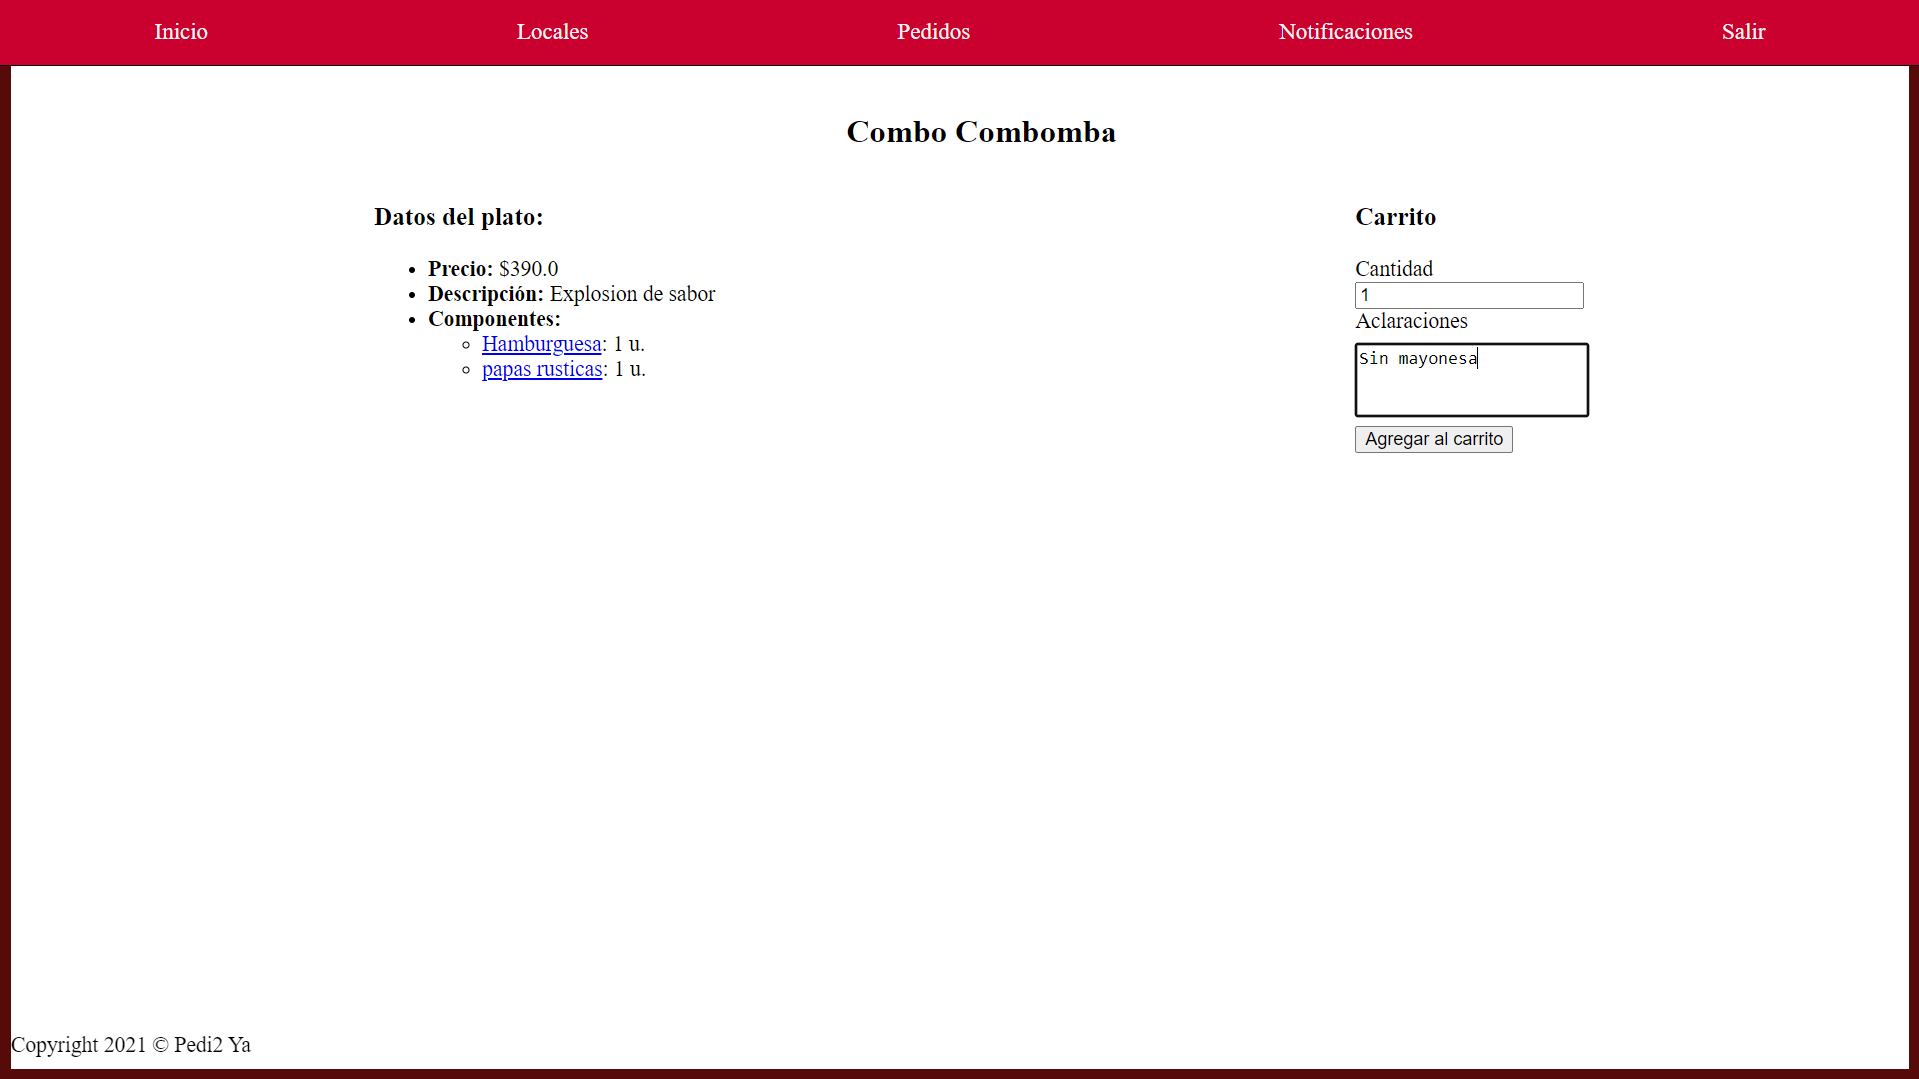 Inicio Locales Pedidos Notificaciones Salir
Combo Combomba
Datos del plato:
Precio: $390.0
Descripción: Explosion de sabor
Componentes:
Hamburguesa: 1 u.
papas rusticas: 1 u.
Carrito
Cantidad
1
Aclaraciones
Sin mayonesa
Agregar al carrito
Copyright 2021 © Pedi2 Ya